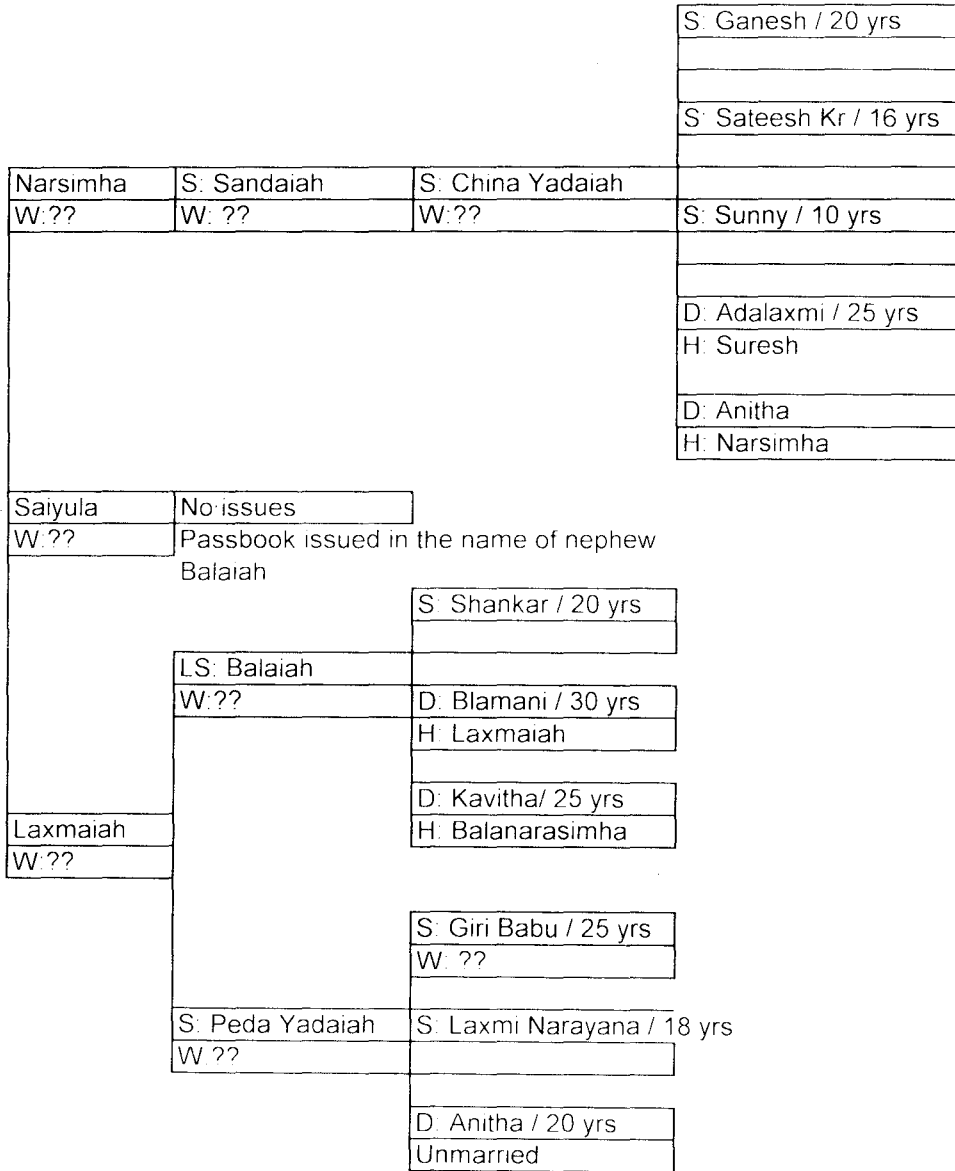 S: Ganesh / 20 yrs
S: Sateesh Kr / 16 yrs
Narsimha S: Sandaiah S: China Yadaiah
W:?? W: ?? W:?? S: Sunny / 10 yrs
D: Adalaxmi / 25 yrs
H: Suresh
D: Anitha
H: Narsimha
Saiyula No issues
W:?? Passbook issued in the name of nephew
Balaiah
S: Shankar / 20 yrs
LS: Balaiah
W:?? D: Blamani / 30 yrs
H: Laxmaiah
D: Kavitha/ 25 yrs
Laxmaiah H: Balanarasimha
W:??
S: Giri Babu / 25 yrs
W: ??
S: Peda Yadaiah S: Laxmi Narayana / 18 yrs
W:??
D: Anitha / 20 yrs
Unmarried